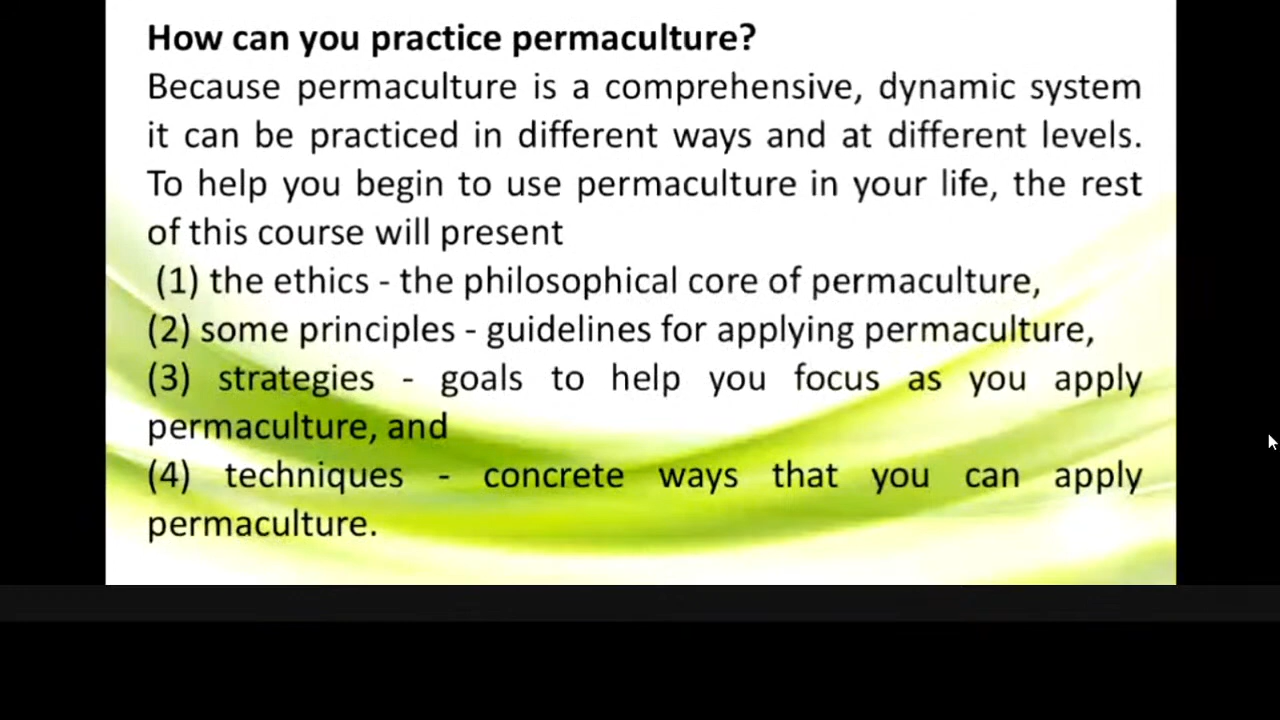 How can you practice permaculture?
Because permaculture is a comprehensive, dynamic system
it can be practiced in different ways and at different levels.
To help you begin to use permaculture in your life, the rest
of this course will present
(1) the ethics - the philosophical core of permaculture,
(2) some principles - guidelines for applying permaculture,
(3) strategies - goals to help you focus as you apply
permaculture, and
(4) techniques - concrete ways that you can apply
permaculture.